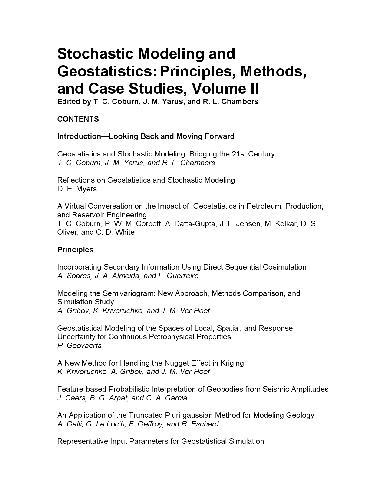 Stochastic Modeling and
Geostatistics: Principles, Methods,
and Case Studies, Volume II
Edited by T. C. Coburn, J. M. Yarus, and R. L. Chambers
CONTENTS
Introduction—Looking Back and Moving Forward
Geostatistics and Stochastic Modeling: Bridging the 21st Century
T. C. Coburn, J. M. Yarus, and R. L. Chambers
Reflections on Geostatistics and Stochastic Modeling
D. E. Myers
A Virtual Conversation on the Impact of Geostatistics in Petroleum, Production,
and Reservoir Engineering
T. C. Coburn, P. W. M. Corbett, A. Datta-Gupta, J. L. Jensen, M. Kelkar, D. S.
Oliver, and C. D. White
Principles
Incorporating Secondary Information Using Direct Sequential Cosimulation
A. Soares, J. A. Almeida, and L. Guerreiro
Modeling the Semivariogram: New Approach, Methods Comparison, and
Simulation Study
A. Gribov, K. Krivoruchko, and J. M. Ver Hoef
Geostatistical Modeling of the Spaces of Local, Spatial, and Response
Uncertainty for Continuous Petrophysical Properties
P. Goovaerts
A New Method for Handling the Nugget Effect in Kriging
K. Krivoruchko, A. Gribov, and J. M. Ver Hoef
Feature-based Probabilistic Interpretation of Geobodies from Seismic Amplitudes
J. Caers, B. G. Arpat, and C. A. Garcia
An Application of the Truncated Plurigaussian Method for Modeling Geology
A. Galli, G. Le Loc'h, F. Geffroy, and R. Eschard
Representative Input Parameters for Geostatistical Simulation